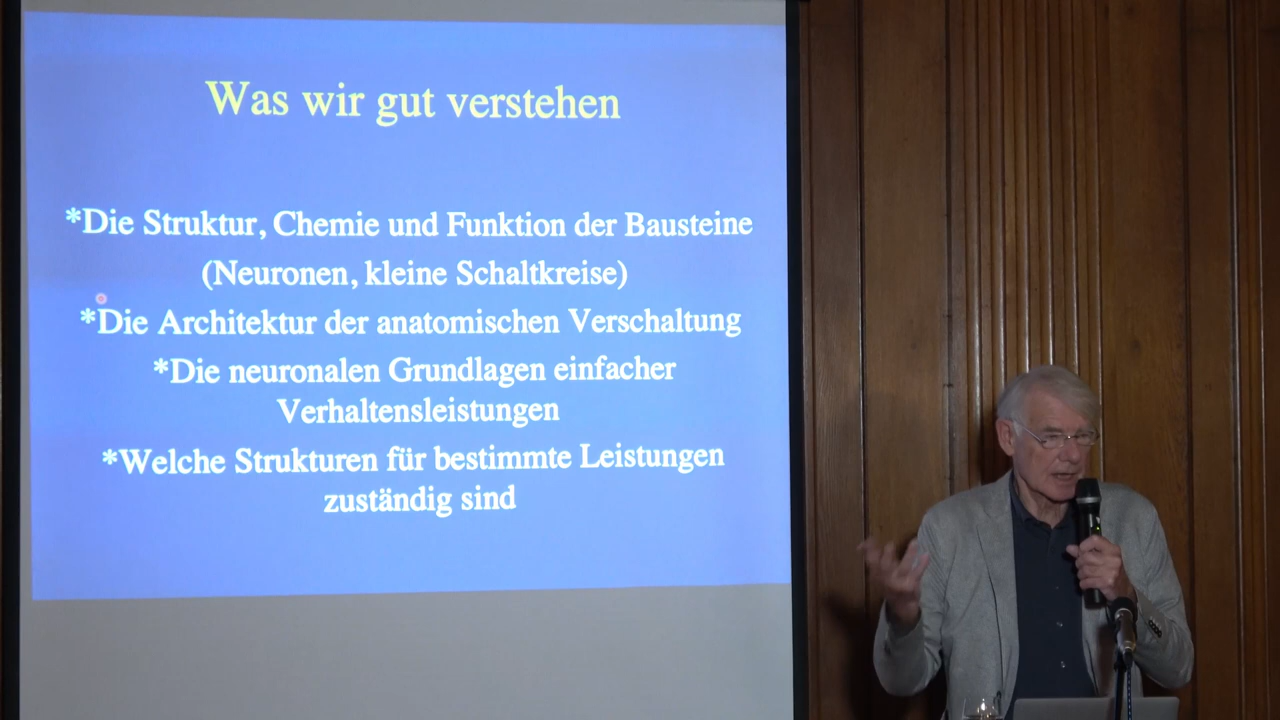 Was wir gut verstehen
*Die Struktur, Chemie und Funktion der Bausteine
(Neuronen, kleine Schaltkreise)
*Die Architektur der anatomischen Verschaltung
*Die neuronalen Grundlagen einfacher
Verhaltensleistungen
*Welche Strukturen für bestimmte Leistungen
zuständig sind